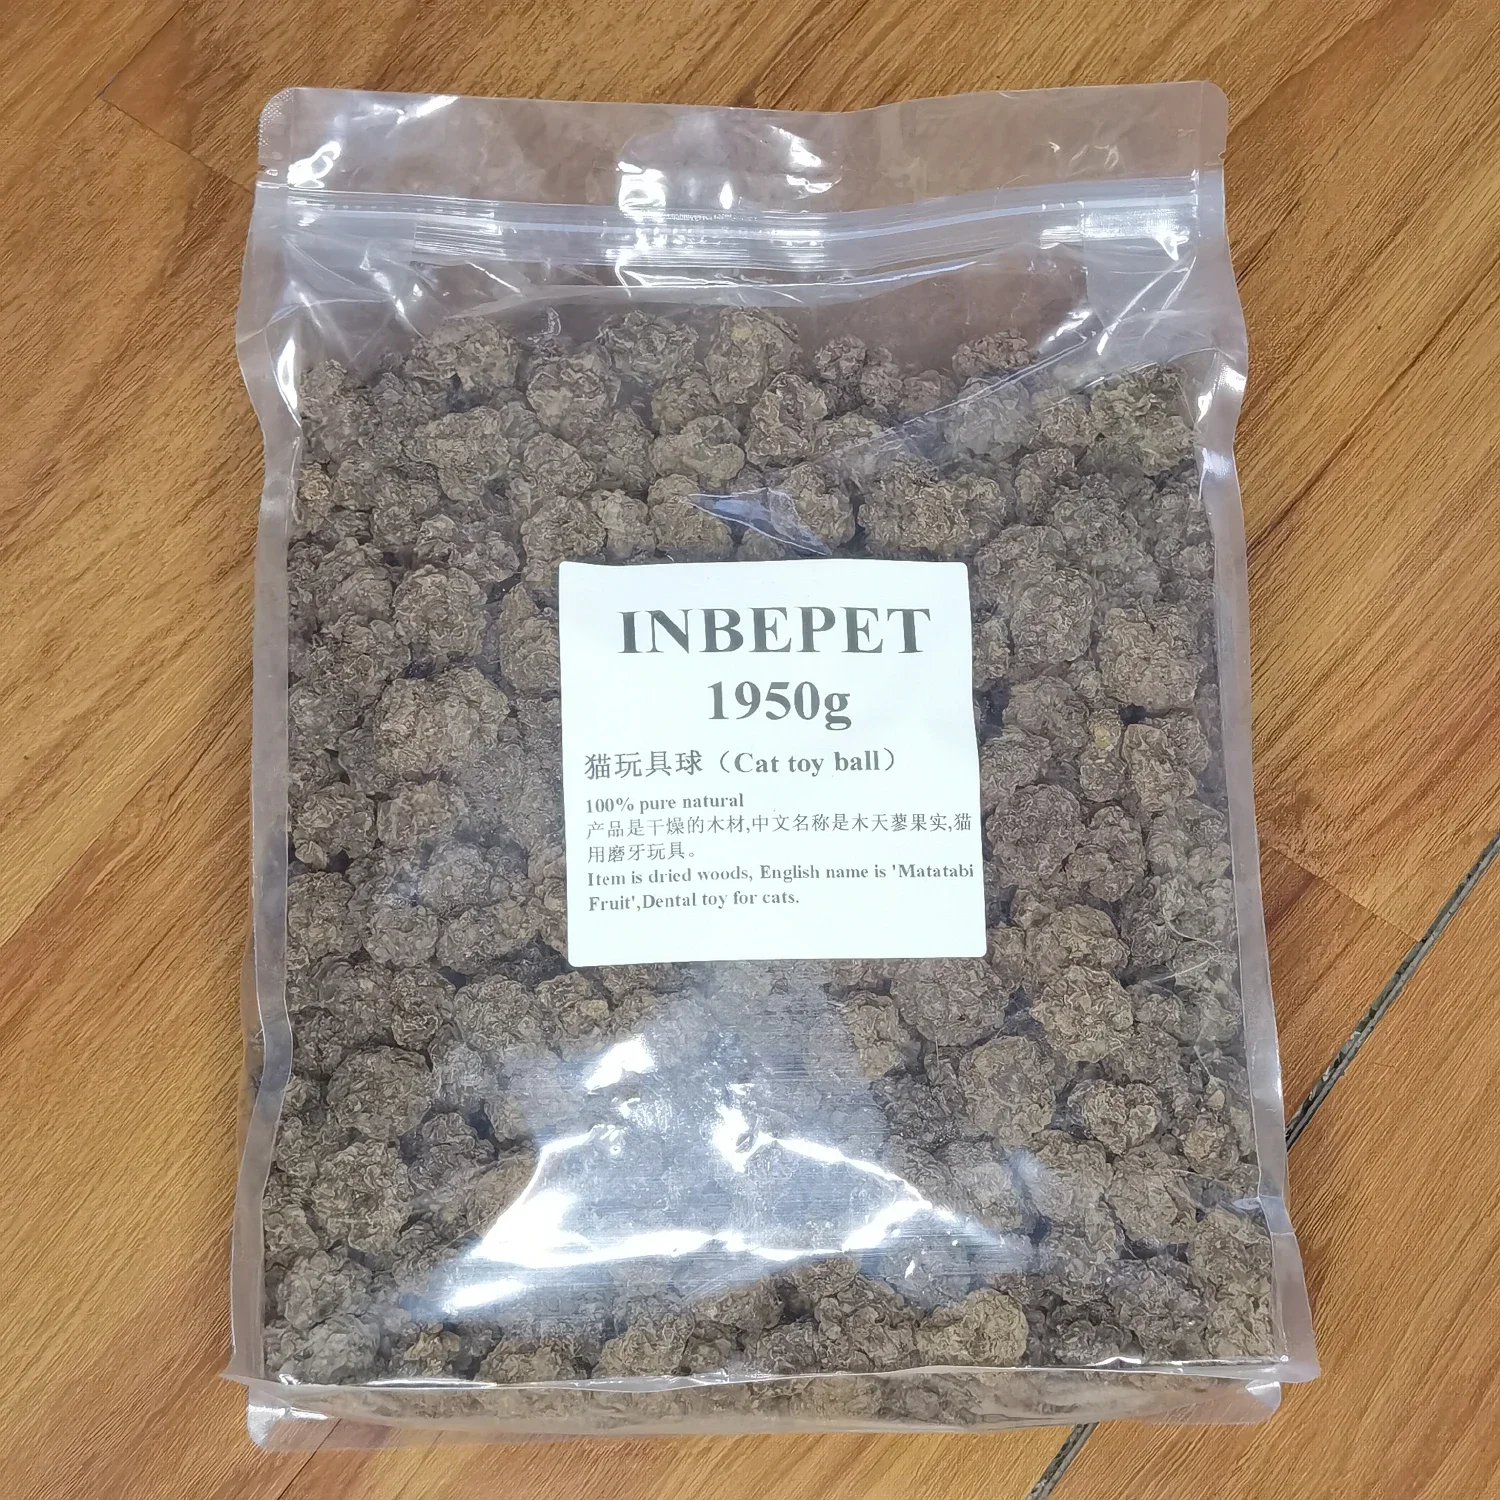 INBEPET
1950g
猫玩具球（Cat toy ball）
100% pure natural
产品是干燥的木材,中文名称是木天蓼果实,猫
用磨牙玩具。
Item is dried woods, English name is 'Matatabi
Fruit',Dental toy for cats.